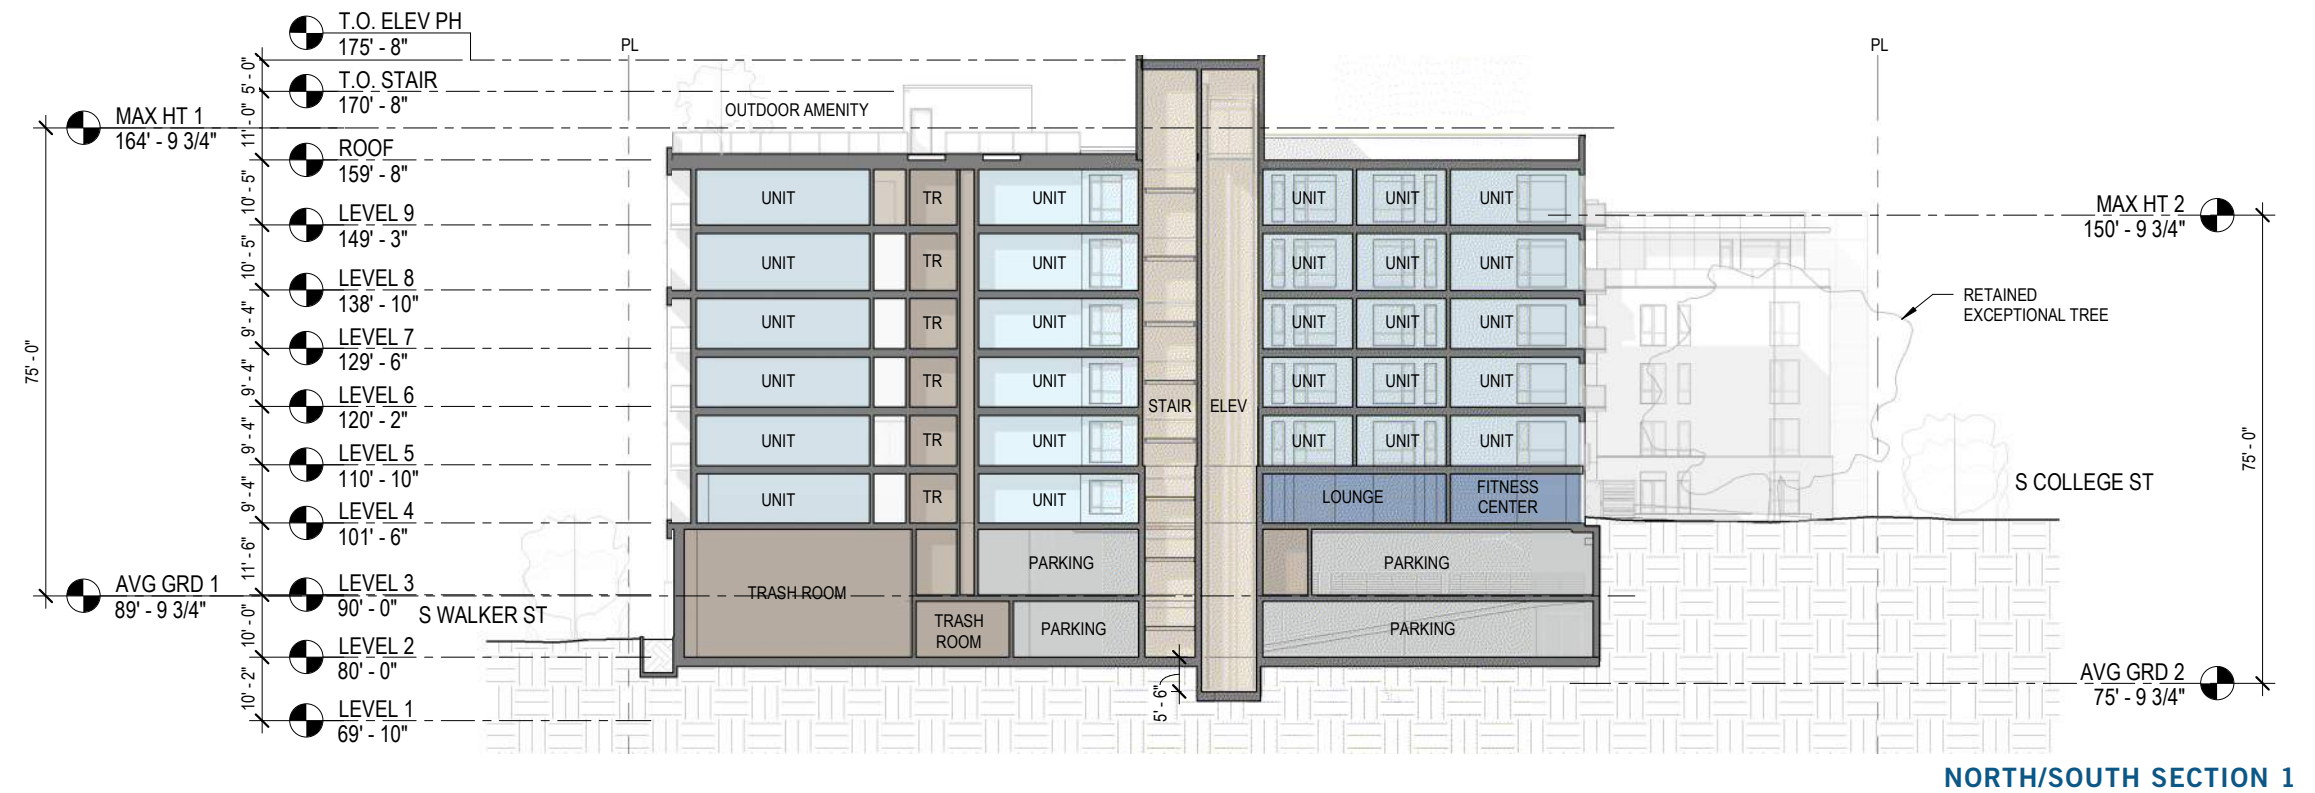 T.O. ELEV PH
175' - 8"
PL
PL
5' - 0"
T.O. STAIR
170' - 8"
OUTDOOR AMENITY
MAX HT 1
164' - 9 3/4"
11' - 0"
ROOF
159' - 8"
10' - 5"
UNIT
TR
UNIT
UNIT
UNIT
UNIT
LEVEL 9
149' - 3"
MAX HT 2
150' - 9 3/4"
10' - 5"
UNIT
TR
UNIT
UNIT
UNIT
UNIT
LEVEL 8
138' - 10"
RETAINED
EXCEPTIONAL TREE
9' - 4"
UNIT
TR
UNIT
UNIT
UNIT
UNIT
LEVEL 7
129' - 6"
75' - 0"
9' - 4"
UNIT
TR
UNIT
UNIT
UNIT
UNIT
LEVEL 6
120' - 2"
STAIR
ELEV
9' - 4"
UNIT
TR
UNIT
UNIT
UNIT
UNIT
75' - 0"
LEVEL 5
110' - 10"
S COLLEGE ST
9' - 4"
UNIT
TR
UNIT
LOUNGE
FITNESS
CENTER
LEVEL 4
101' - 6"
11' - 6"
PARKING
PARKING
AVG GRD 1
89' - 9 3/4"
LEVEL 3
90' - 0"
TRASH ROOM
S WALKER ST
10' - 0"
TRASH
ROOM
PARKING
PARKING
LEVEL 2
80' - 0"
10' - 2"
5' - 6"
AVG GRD 2
75' - 9 3/4"
LEVEL 1
69' - 10"
NORTH/SOUTH SECTION 1